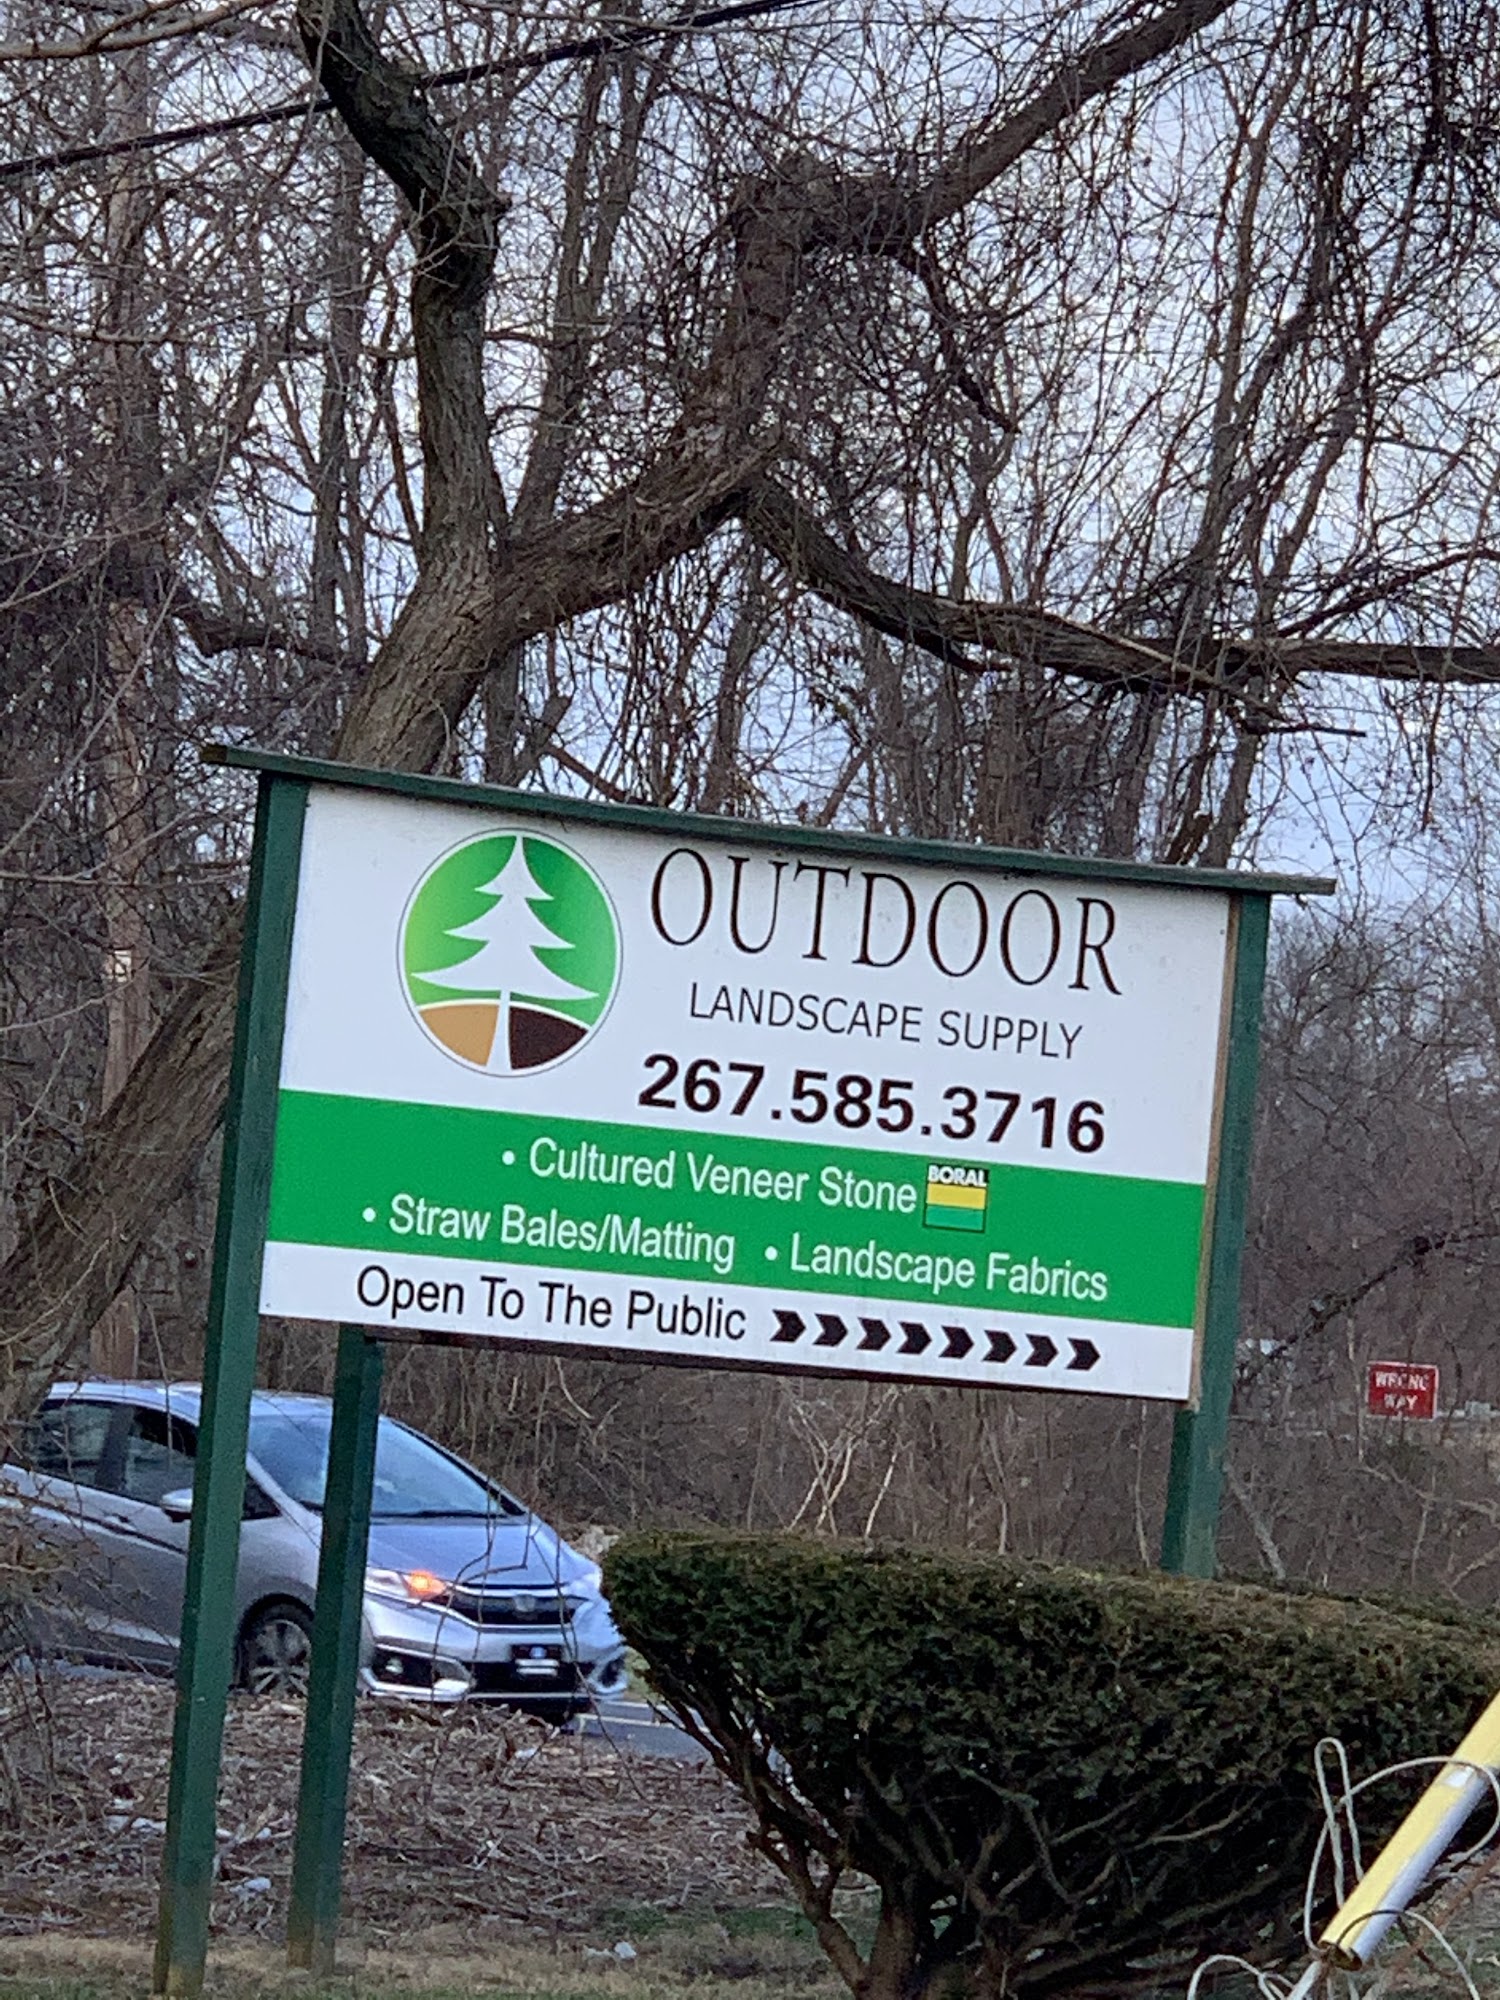 OUTDOOR
LANDSCAPE SUPPLY
267.585.3716
• Cultured Veneer Stone BORAL
• Straw Bales/Matting • Landscape Fabrics
Open To The Public
WRONG
WAY